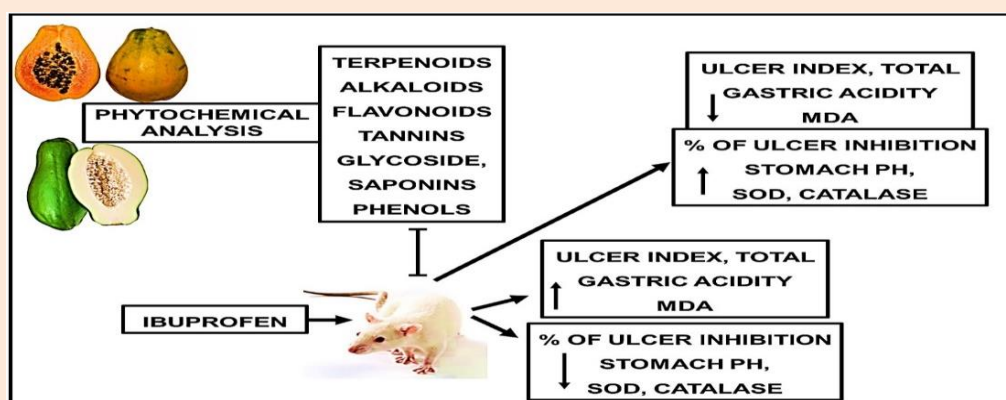 PHYTOCHEMICAL
ANALYSIS
TERPENOIDS
ALKALOIDS
FLAVONOIDS
TANNINS
GLYCOSIDE,
SAPONINS
PHENOLS
ULCER INDEX, TOTAL
GASTRIC ACIDITY
MDA
% OF ULCER INHIBITION
STOMACH PH,
SOD, CATALASE
IBUPROFEN
ULCER INDEX, TOTAL
GASTRIC ACIDITY
MDA
% OF ULCER INHIBITION
STOMACH PH,
SOD, CATALASE